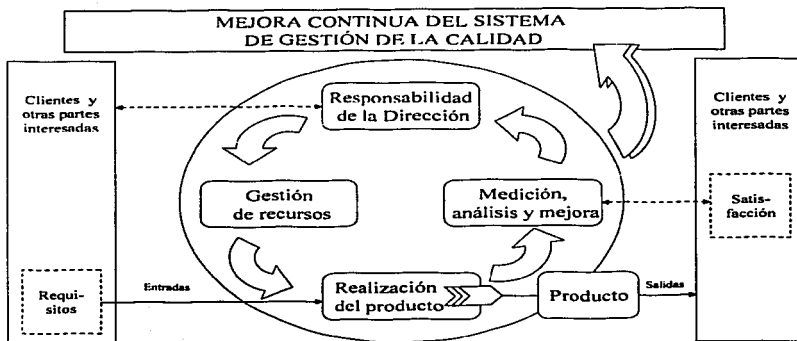 MEJORA CONTINUA DEL SISTEMA
DE GESTIÓN DE LA CALIDAD
Clientes y
otras partes
interesadas
Responsabilidad
de la Dirección
Clientes y
otras partes
interesadas
Gestión
de recursos
Medición,
análisis y mejora
Satis-
facción
Requi-
sitos
Entradas
Realización
del producto
Producto
Salidas